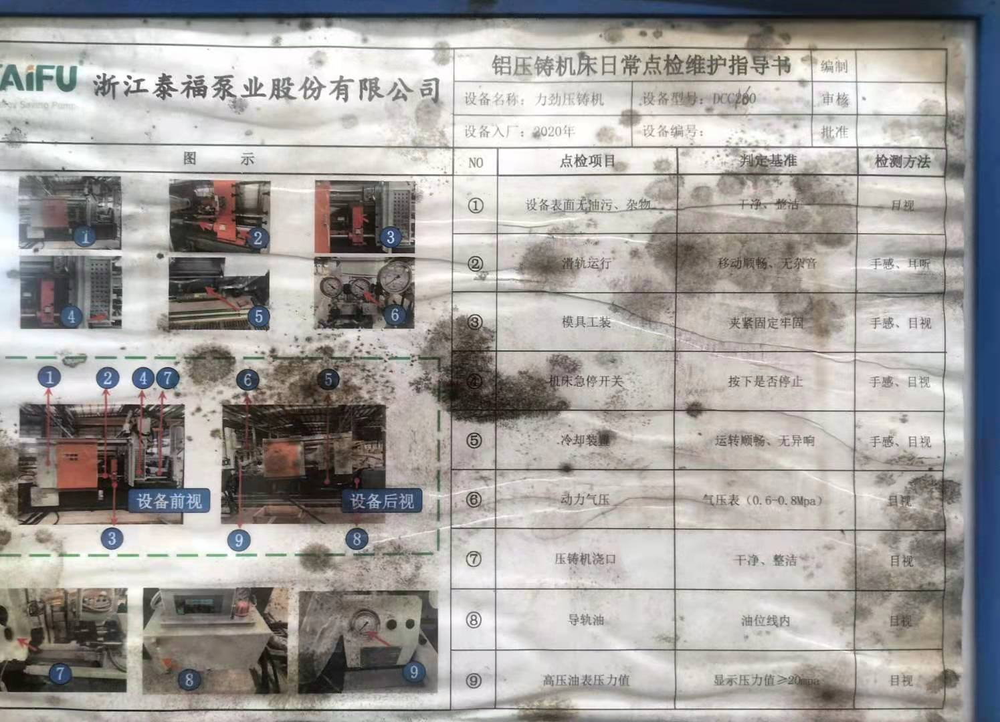 TAiFU
Energy Saving Pump
浙江泰福泵业股份有限公司
铝压铸机床日常点检维护指导书
编制
设备名称：力劲压铸机
设备型号：DCC280
审核
设备入厂：2020年
设备编号：
批准
图 示
NO
点检项目
判定基准
检测方法
① 设备表面无油污、杂物 干净、整洁 目视
② 滑轨运行 移动顺畅、无杂音 手感、耳听
③ 模具工装 夹紧固定牢固 手感、目视
④ 机床急停开关 按下是否停止 手感、目视
⑤ 冷却装置 运转顺畅、无异响 手感、目视
⑥ 动力气压 气压表（0.6-0.8Mpa） 目视
⑦ 压铸机浇口 干净、整洁 目视
⑧ 导轨油 油位线内 目视
⑨ 高压油表压力值 显示压力值≥20mpa 目视
1 2 3
4 5 6
1 2 4 7 6 5
设备前视
设备后视
3 9 8
7 8 9